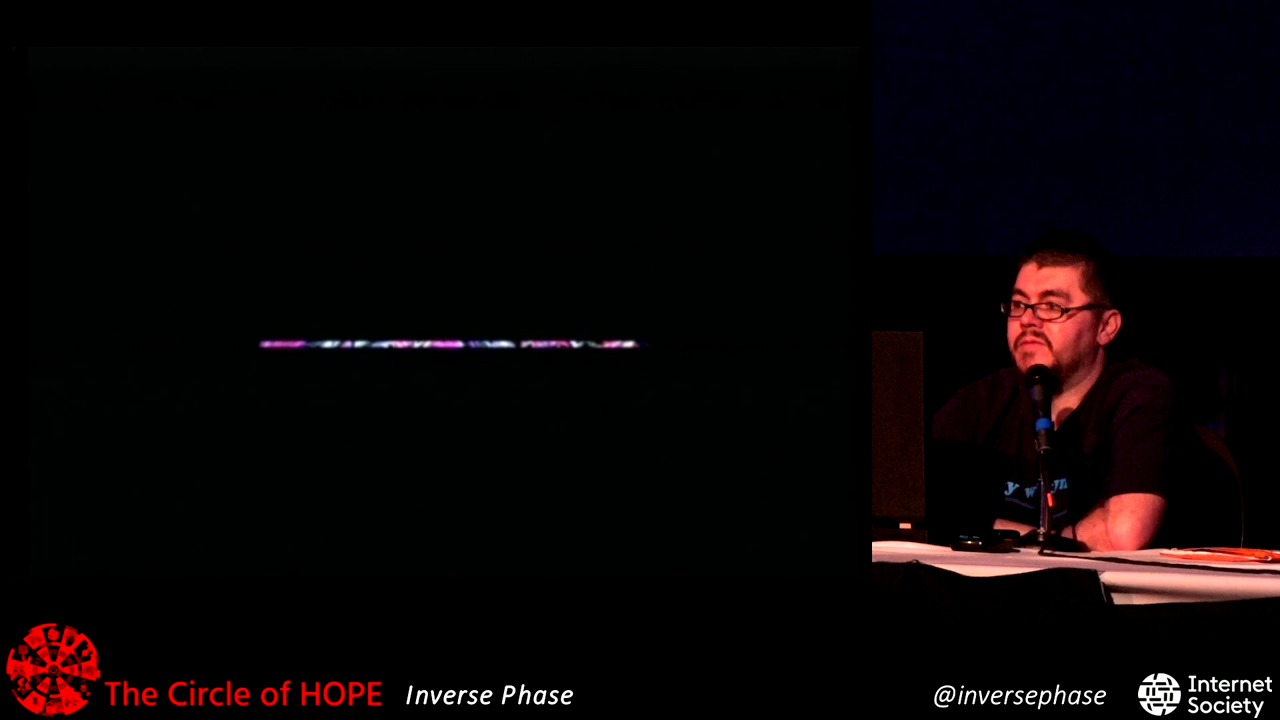 The Circle of HOPE
Inverse Phase
@inversephase
Internet
Society